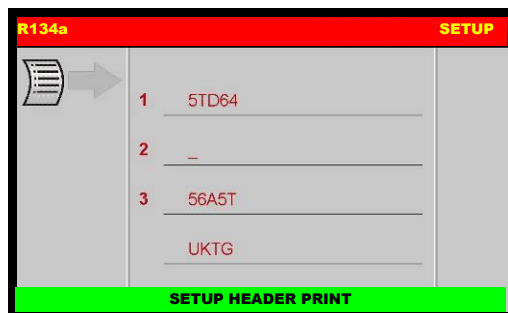 R134a SETUP
1 5TD64
2 _
3 56A5T
UKTG
SETUP HEADER PRINT